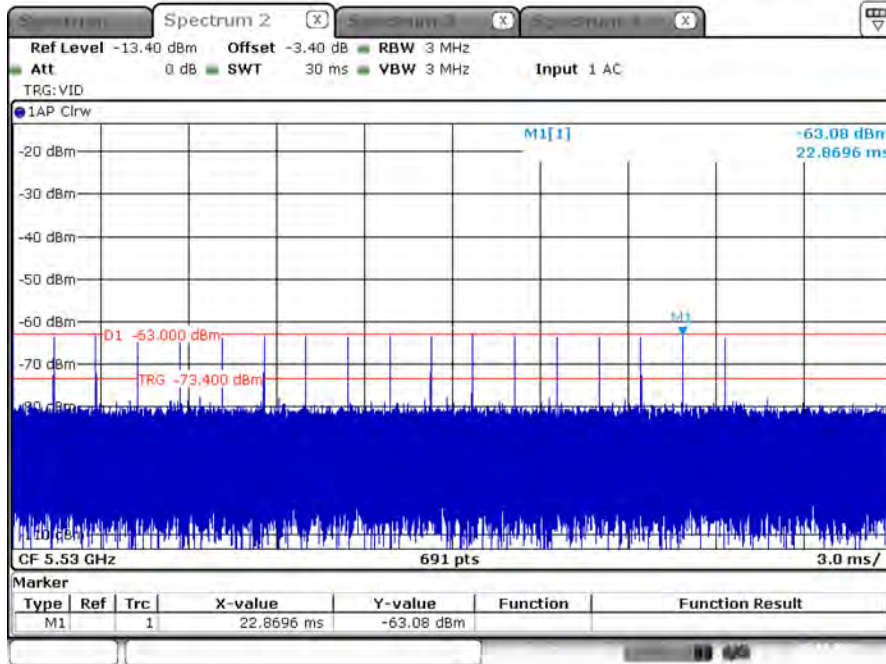 Spectrum 2 X X X
Ref Level -13.40 dBm Offset -3.40 dB RBW 3 MHz
Att 0 dB SWT 30 ms VBW 3 MHz Input 1 AC
TRG:VID
1AP Clrw
M1[1] -63.08 dBm
22.8696 ms
-20 dBm
-30 dBm
-40 dBm
-50 dBm
-60 dBm
M1
D1 -63.000 dBm
-70 dBm
TRG -73.400 dBm
CF 5.53 GHz 691 pts 3.0 ms/
Marker
Type Ref Trc X-value Y-value Function Function Result
M1 1 22.8696 ms -63.08 dBm